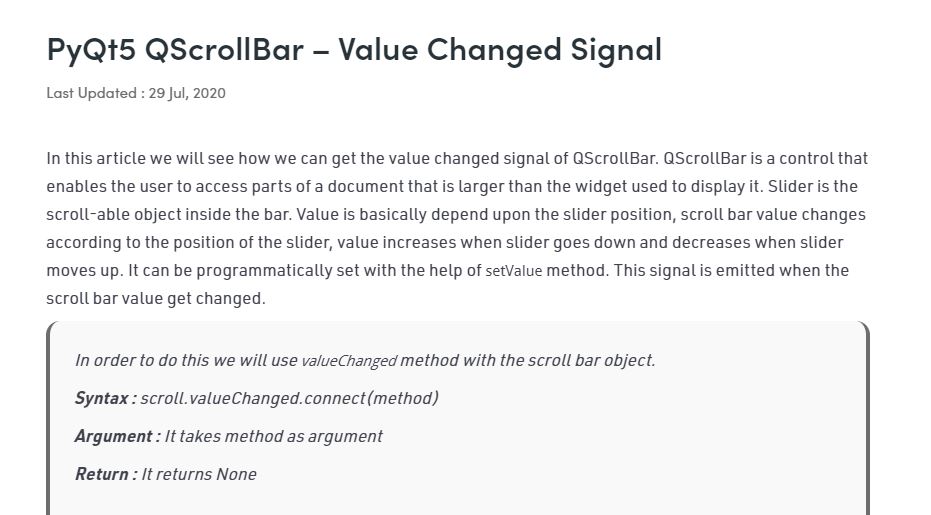 PyQt5 QScrollBar – Value Changed Signal
Last Updated : 29 Jul, 2020
In this article we will see how we can get the value changed signal of QScrollBar. QScrollBar is a control that
enables the user to access parts of a document that is larger than the widget used to display it. Slider is the
scroll-able object inside the bar. Value is basically depend upon the slider position, scroll bar value changes
according to the position of the slider, value increases when slider goes down and decreases when slider
moves up. It can be programmatically set with the help of setValue method. This signal is emitted when the
scroll bar value get changed.
In order to do this we will use valueChanged method with the scroll bar object.
Syntax : scroll.valueChanged.connect(method)
Argument : It takes method as argument
Return : It returns None